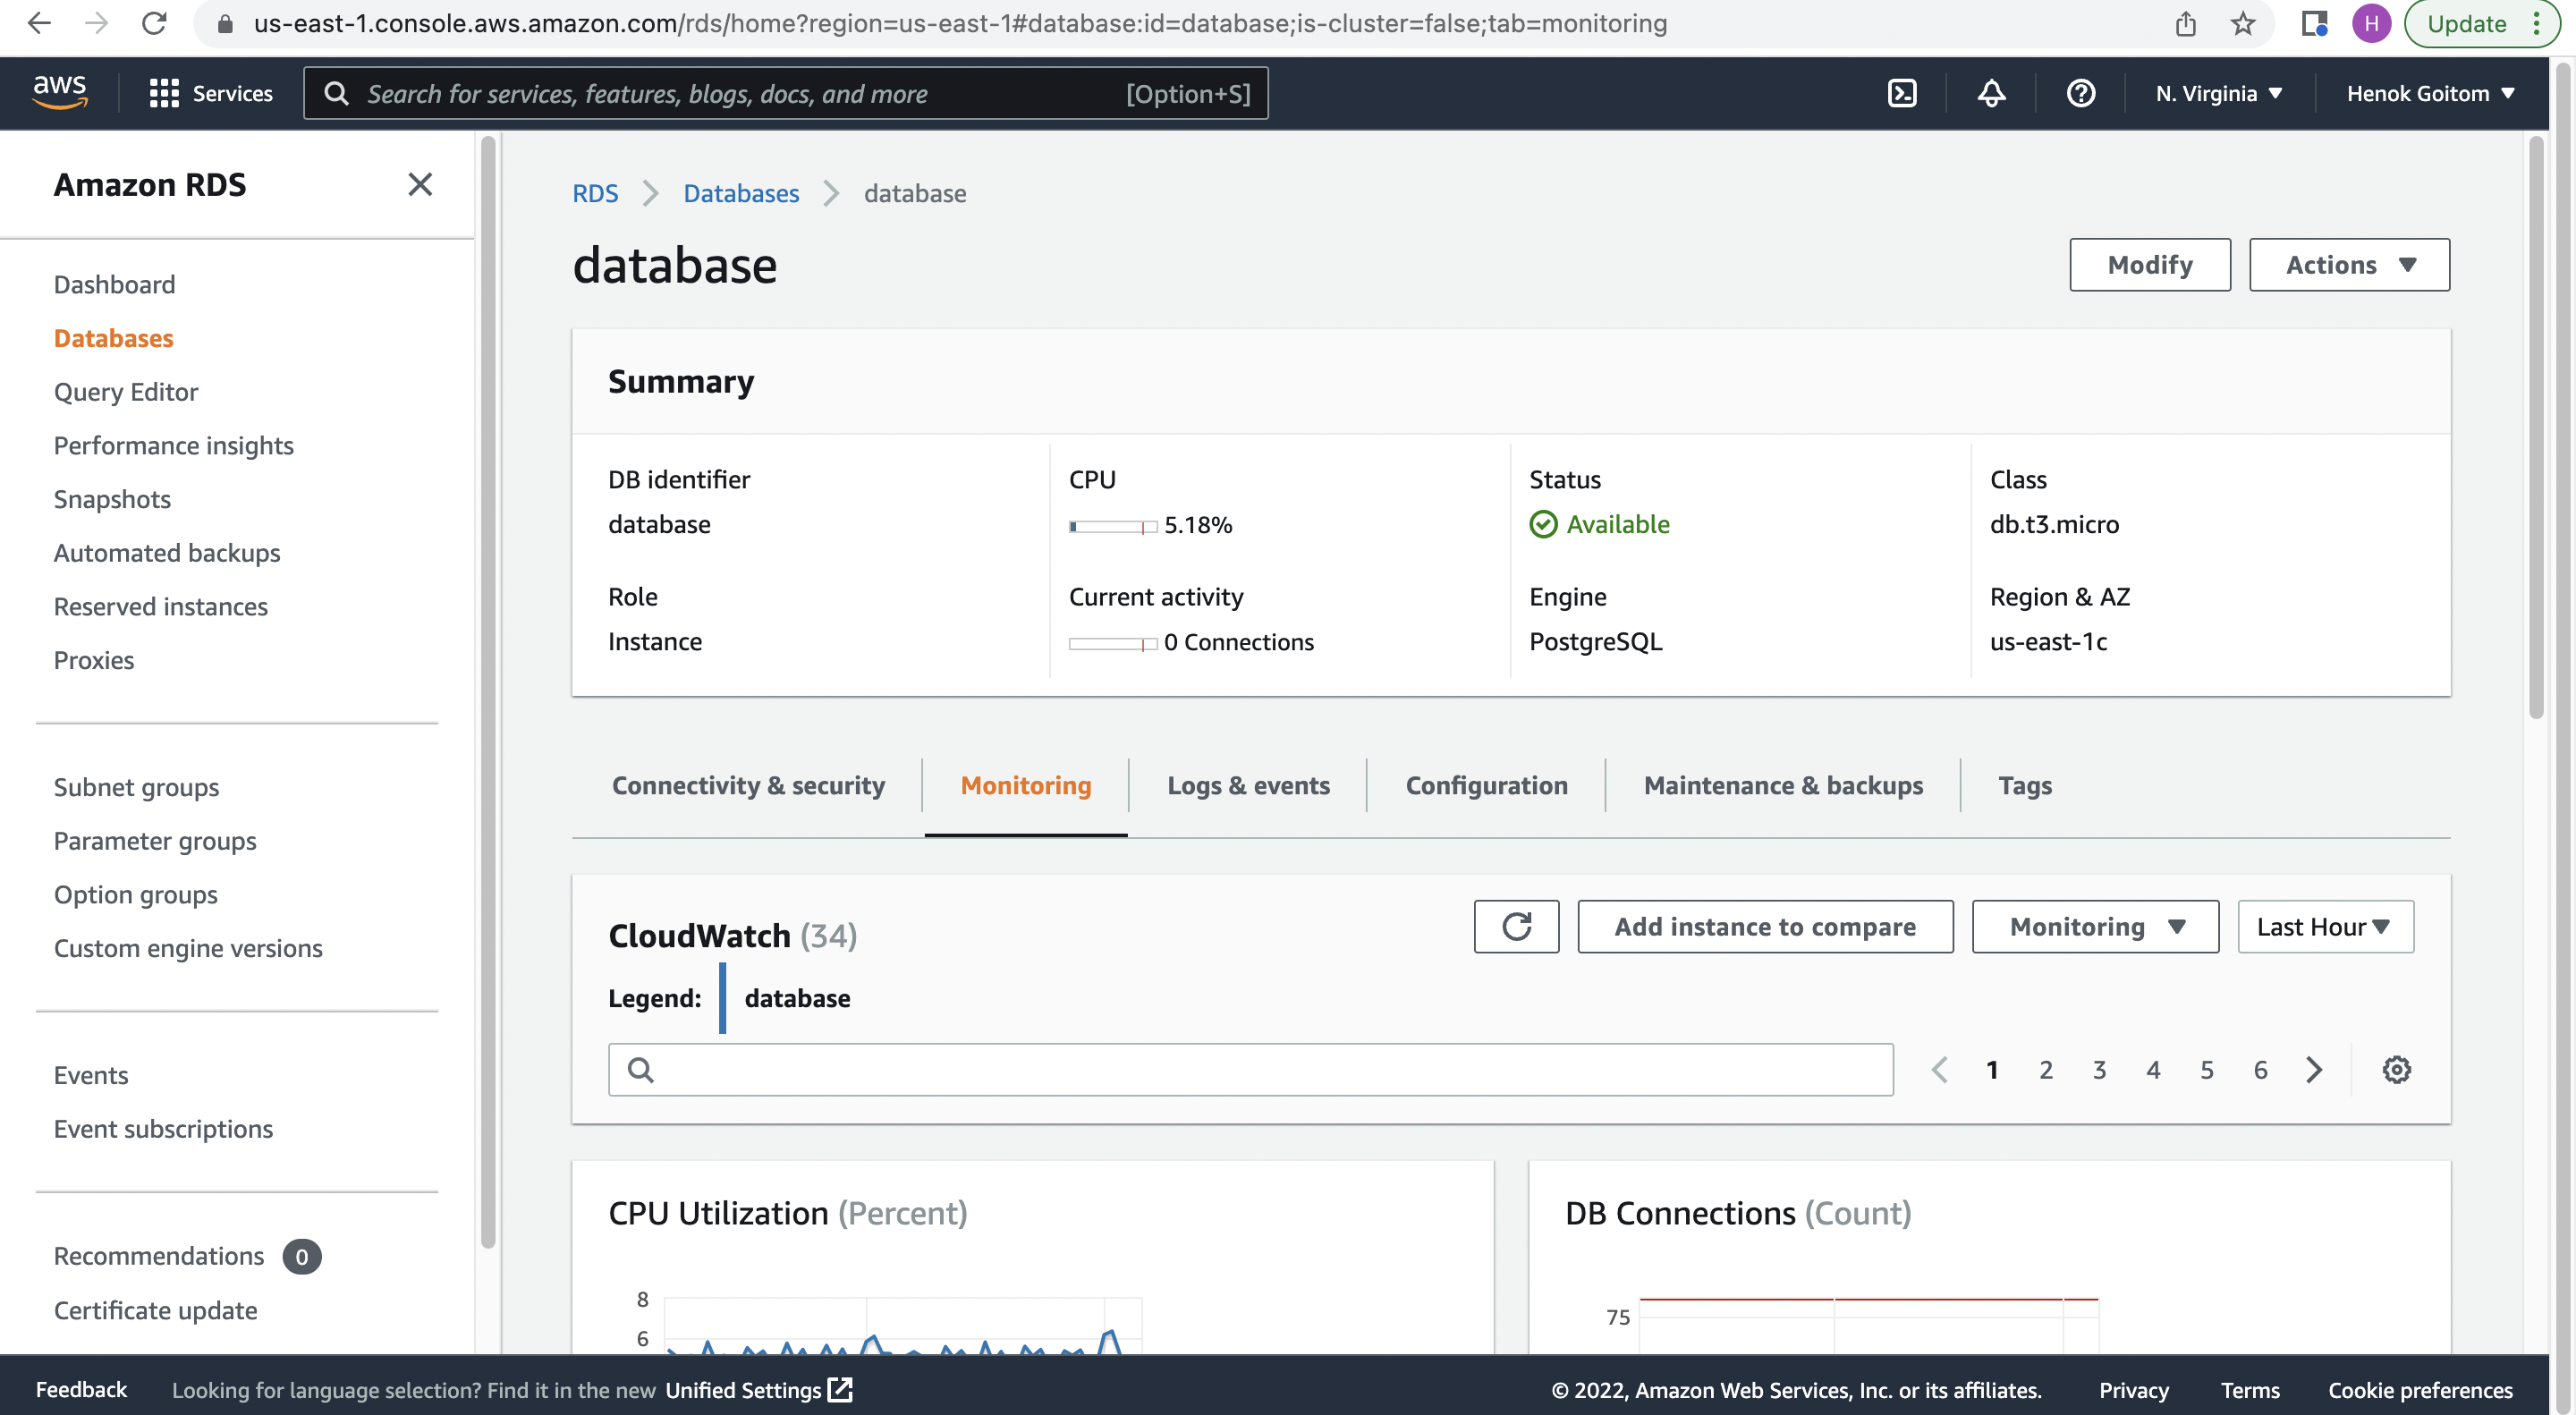 us-east-1.console.aws.amazon.com/rds/home?region=us-east-1#database:id=database;is-cluster=false;tab=monitoring
H
Update
aws
Services
Search for services, features, blogs, docs, and more
[Option+S]
N. Virginia
Henok Goitom
Amazon RDS
Dashboard
Databases
Query Editor
Performance insights
Snapshots
Automated backups
Reserved instances
Proxies
Subnet groups
Parameter groups
Option groups
Custom engine versions
Events
Event subscriptions
Recommendations 0
Certificate update
RDS
Databases
database
database
Modify
Actions
Summary
DB identifier
database
CPU
5.18%
Status
Available
Class
db.t3.micro
Role
Instance
Current activity
0 Connections
Engine
PostgreSQL
Region & AZ
us-east-1c
Connectivity & security
Monitoring
Logs & events
Configuration
Maintenance & backups
Tags
CloudWatch (34)
Add instance to compare
Monitoring
Last Hour
Legend:
database
1 2 3 4 5 6
CPU Utilization (Percent)
8
6
DB Connections (Count)
75
Feedback
Looking for language selection? Find it in the new Unified Settings
© 2022, Amazon Web Services, Inc. or its affiliates.
Privacy
Terms
Cookie preferences